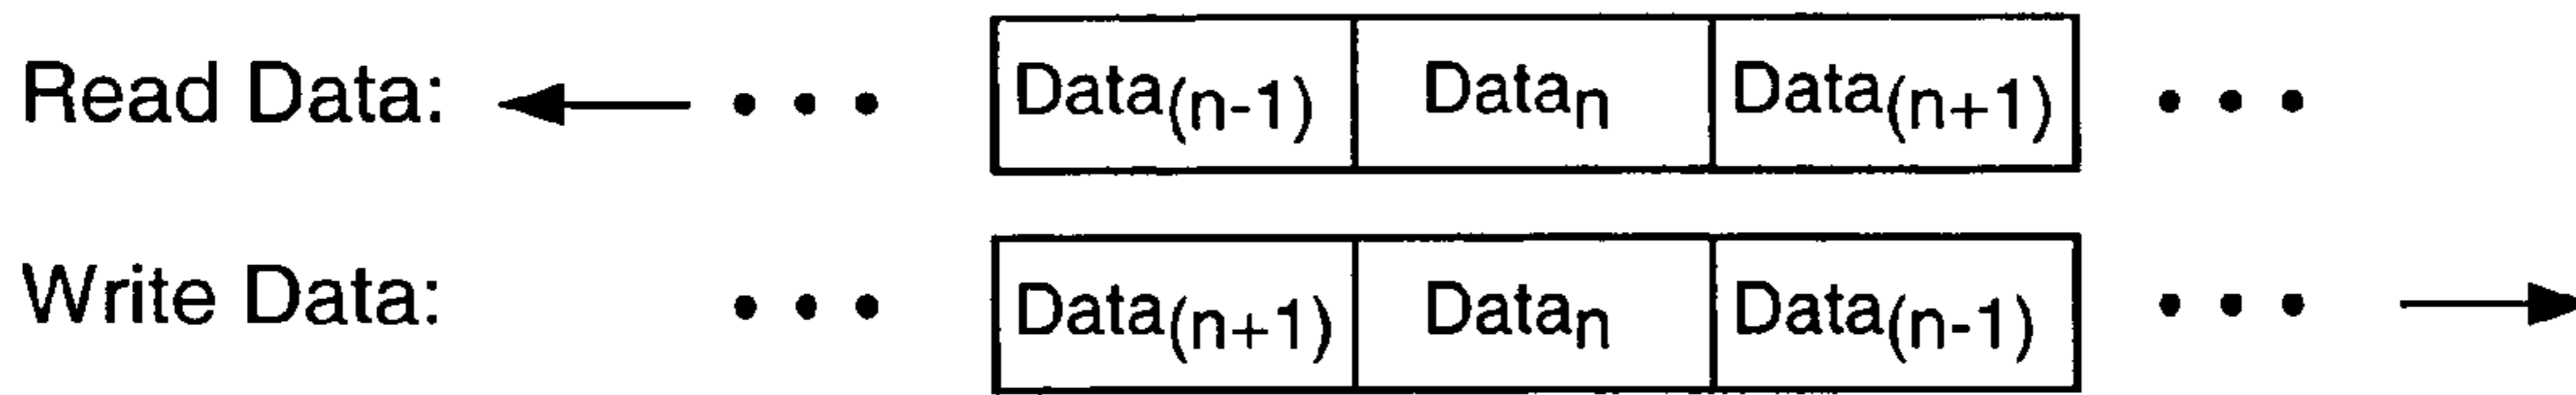 Read Data: ← • • • Data(n-1) Datan Data(n+1) • • •
Write Data: • • • Data(n+1) Datan Data(n-1) • • • →